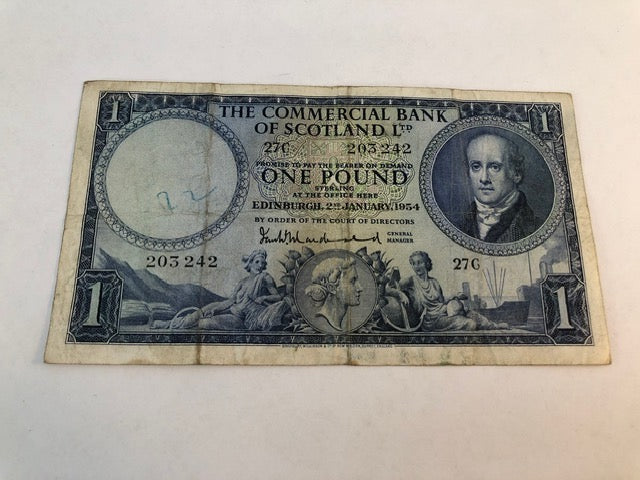 1 THE COMMERCIAL BANK 1
OF SCOTLAND LTD
27C 203242
PROMISE TO PAY THE BEARER ON DEMAND
ONE POUND
STERLING
AT THE OFFICE HERE
EDINBURGH, 2ND JANUARY, 1954
BY ORDER OF THE COURT OF DIRECTORS
GENERAL
MANAGER
203242 27C
1 1